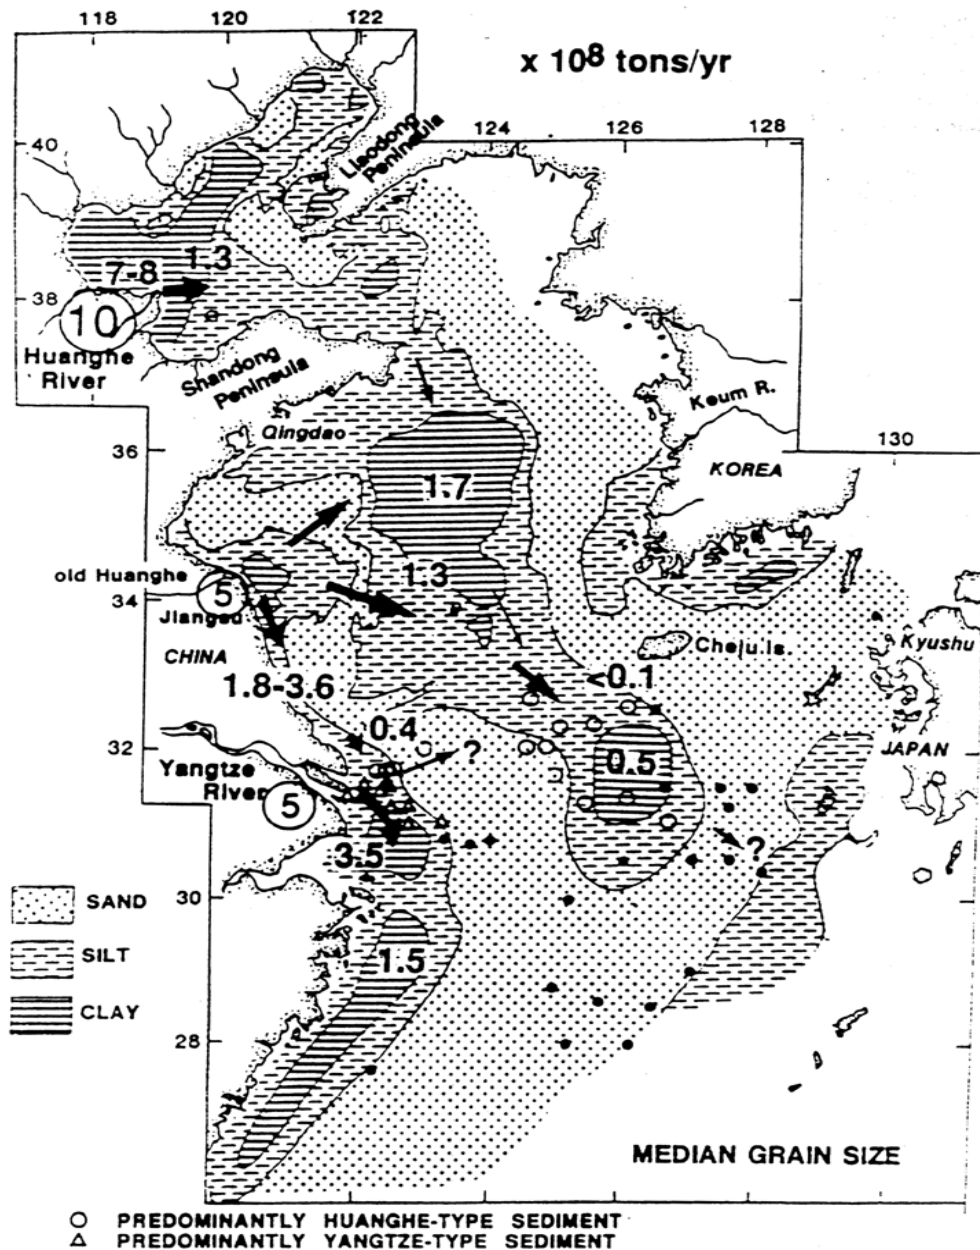 118 120 122
x 10⁸ tons/yr
124 126 128
40
Liaodong
Peninsula
1.3
7-8
38
10
Huanghe
River
Shandong
Peninsula
Keum R.
Qingdao
36
130
KOREA
1.7
old Huanghe
1.3
34
5
Jiangsu
Cheju Is.
Kyushu
CHINA
<0.1
1.8-3.6
0.4
32
?
0.5
JAPAN
Yangtze
River
5
3.5
?
30
SAND
SILT
1.5
CLAY
28
MEDIAN GRAIN SIZE
PREDOMINANTLY HUANGHE-TYPE SEDIMENT
PREDOMINANTLY YANGTZE-TYPE SEDIMENT